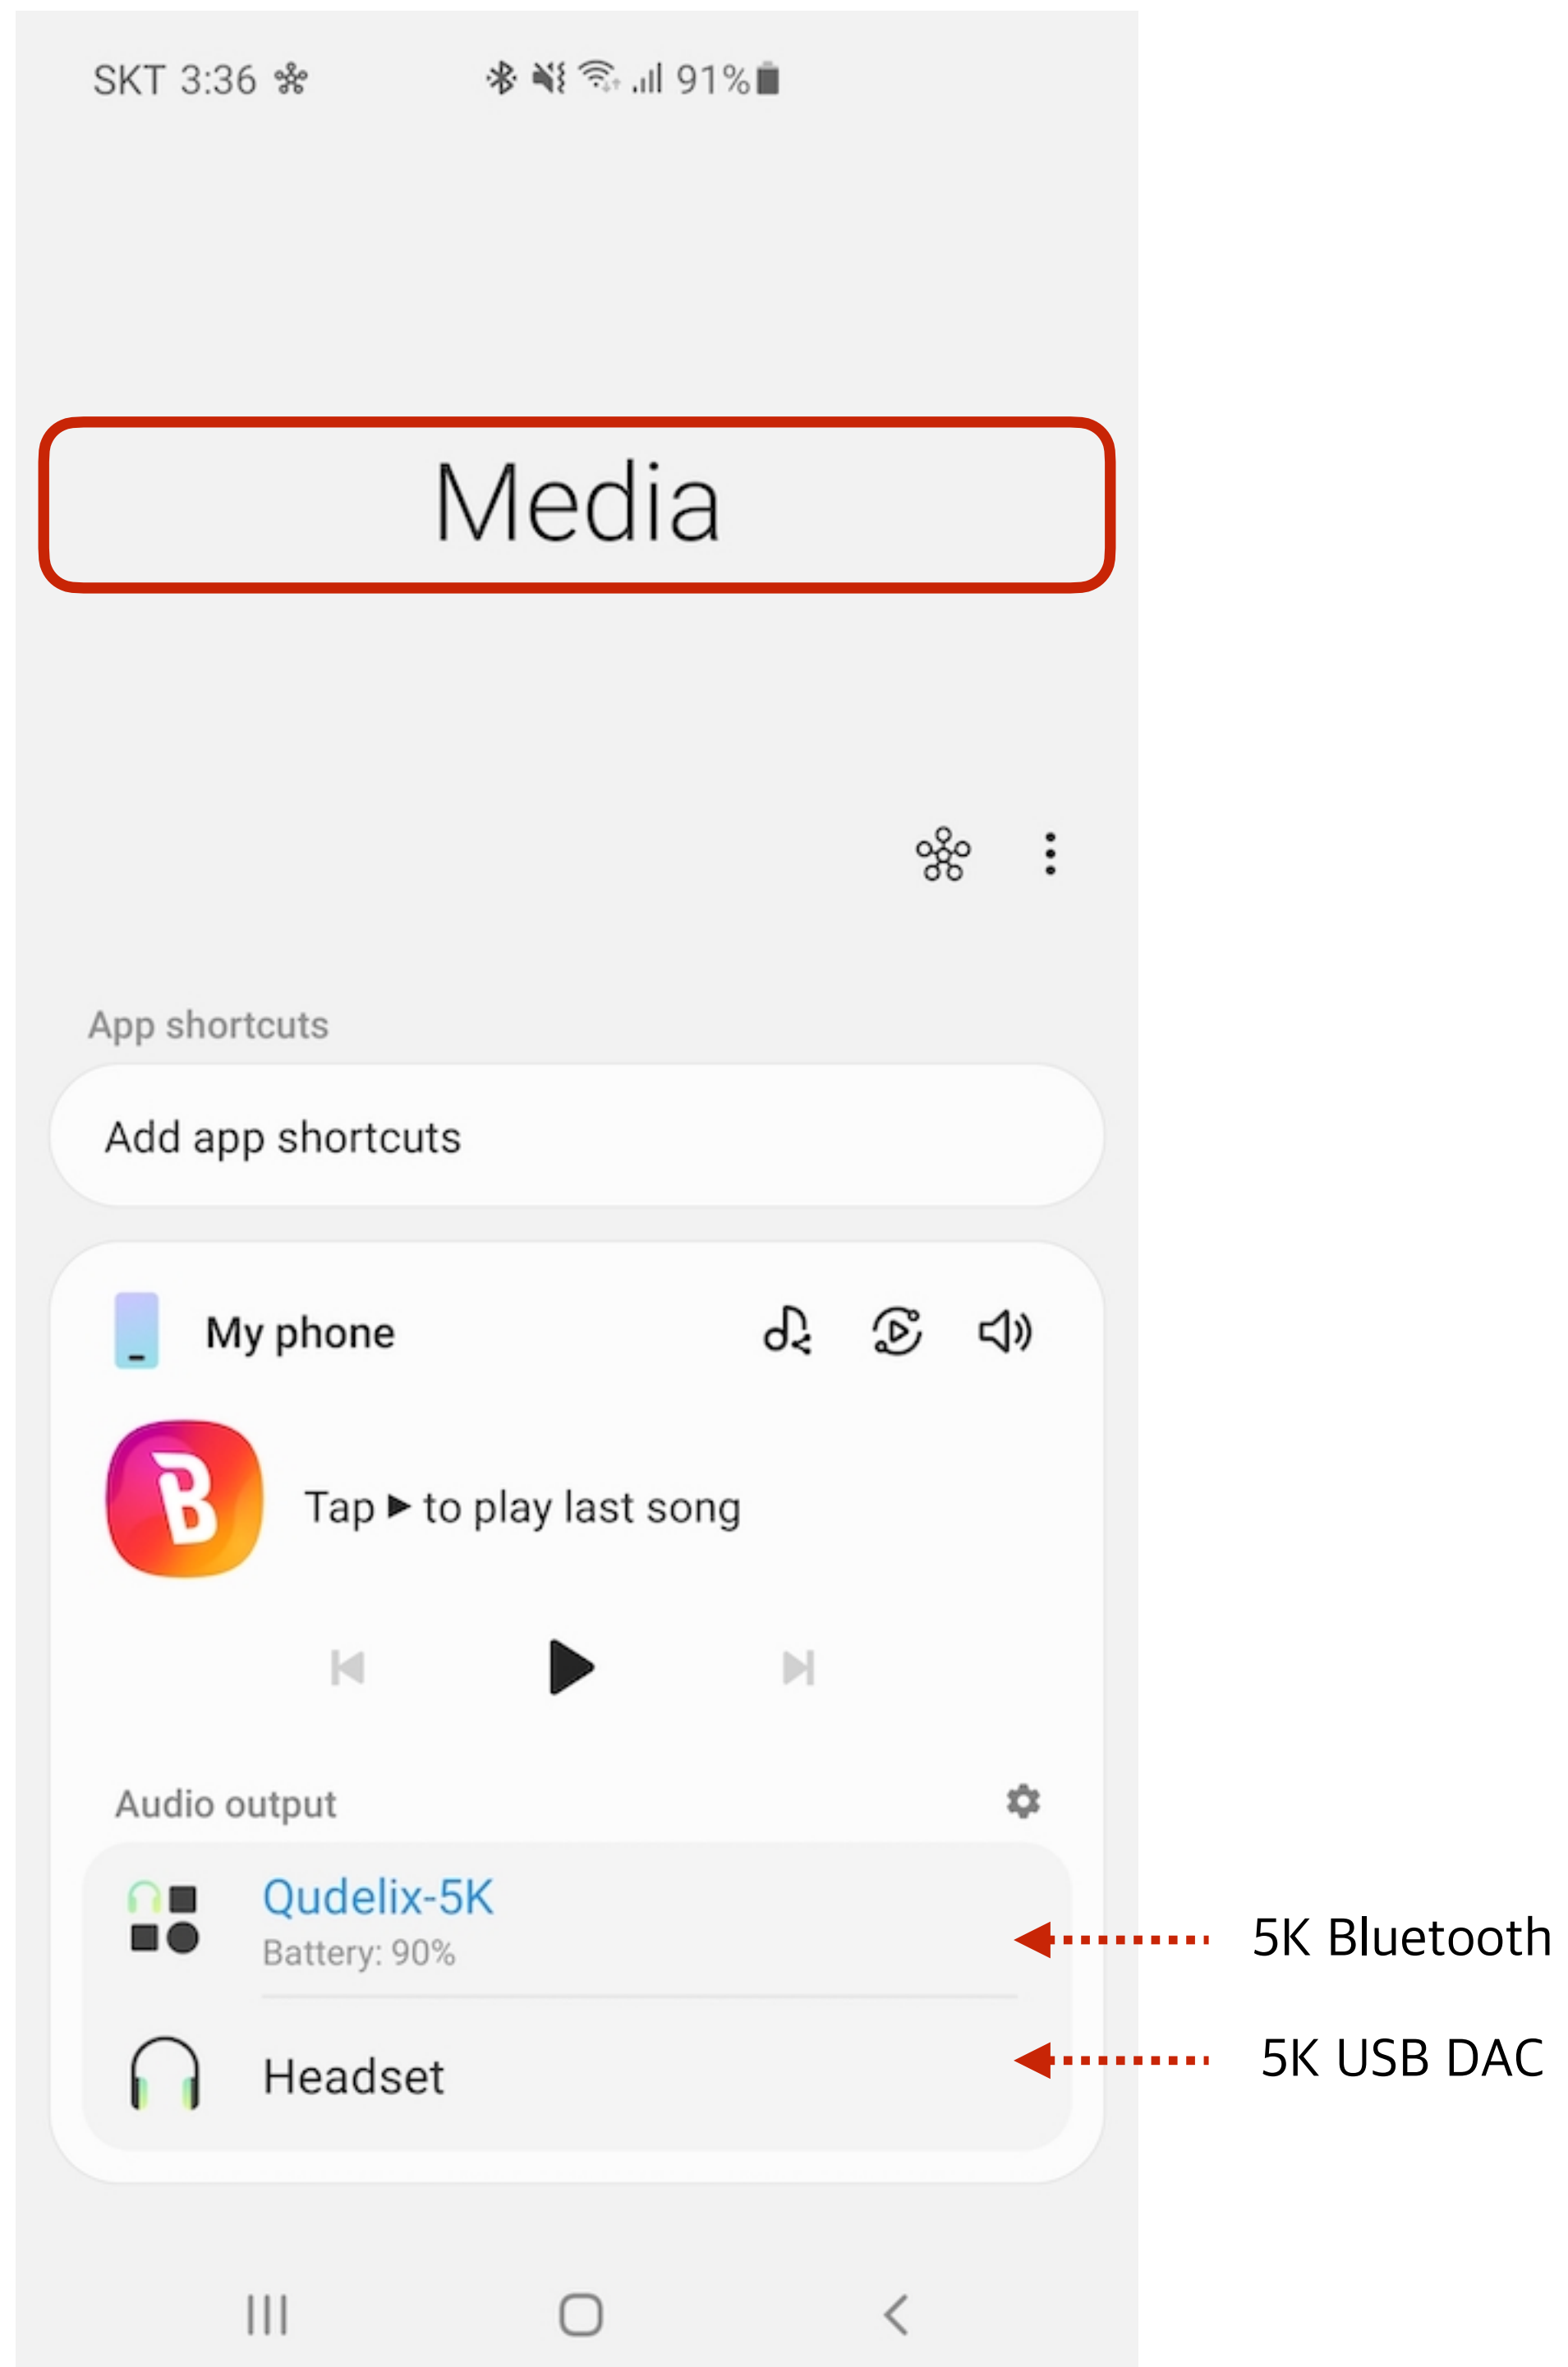 SKT 3:36 91%
Media
App shortcuts
Add app shortcuts
My phone
Tap ▶ to play last song
Audio output
Qudelix-5K
Battery: 90%
5K Bluetooth
Headset
5K USB DAC